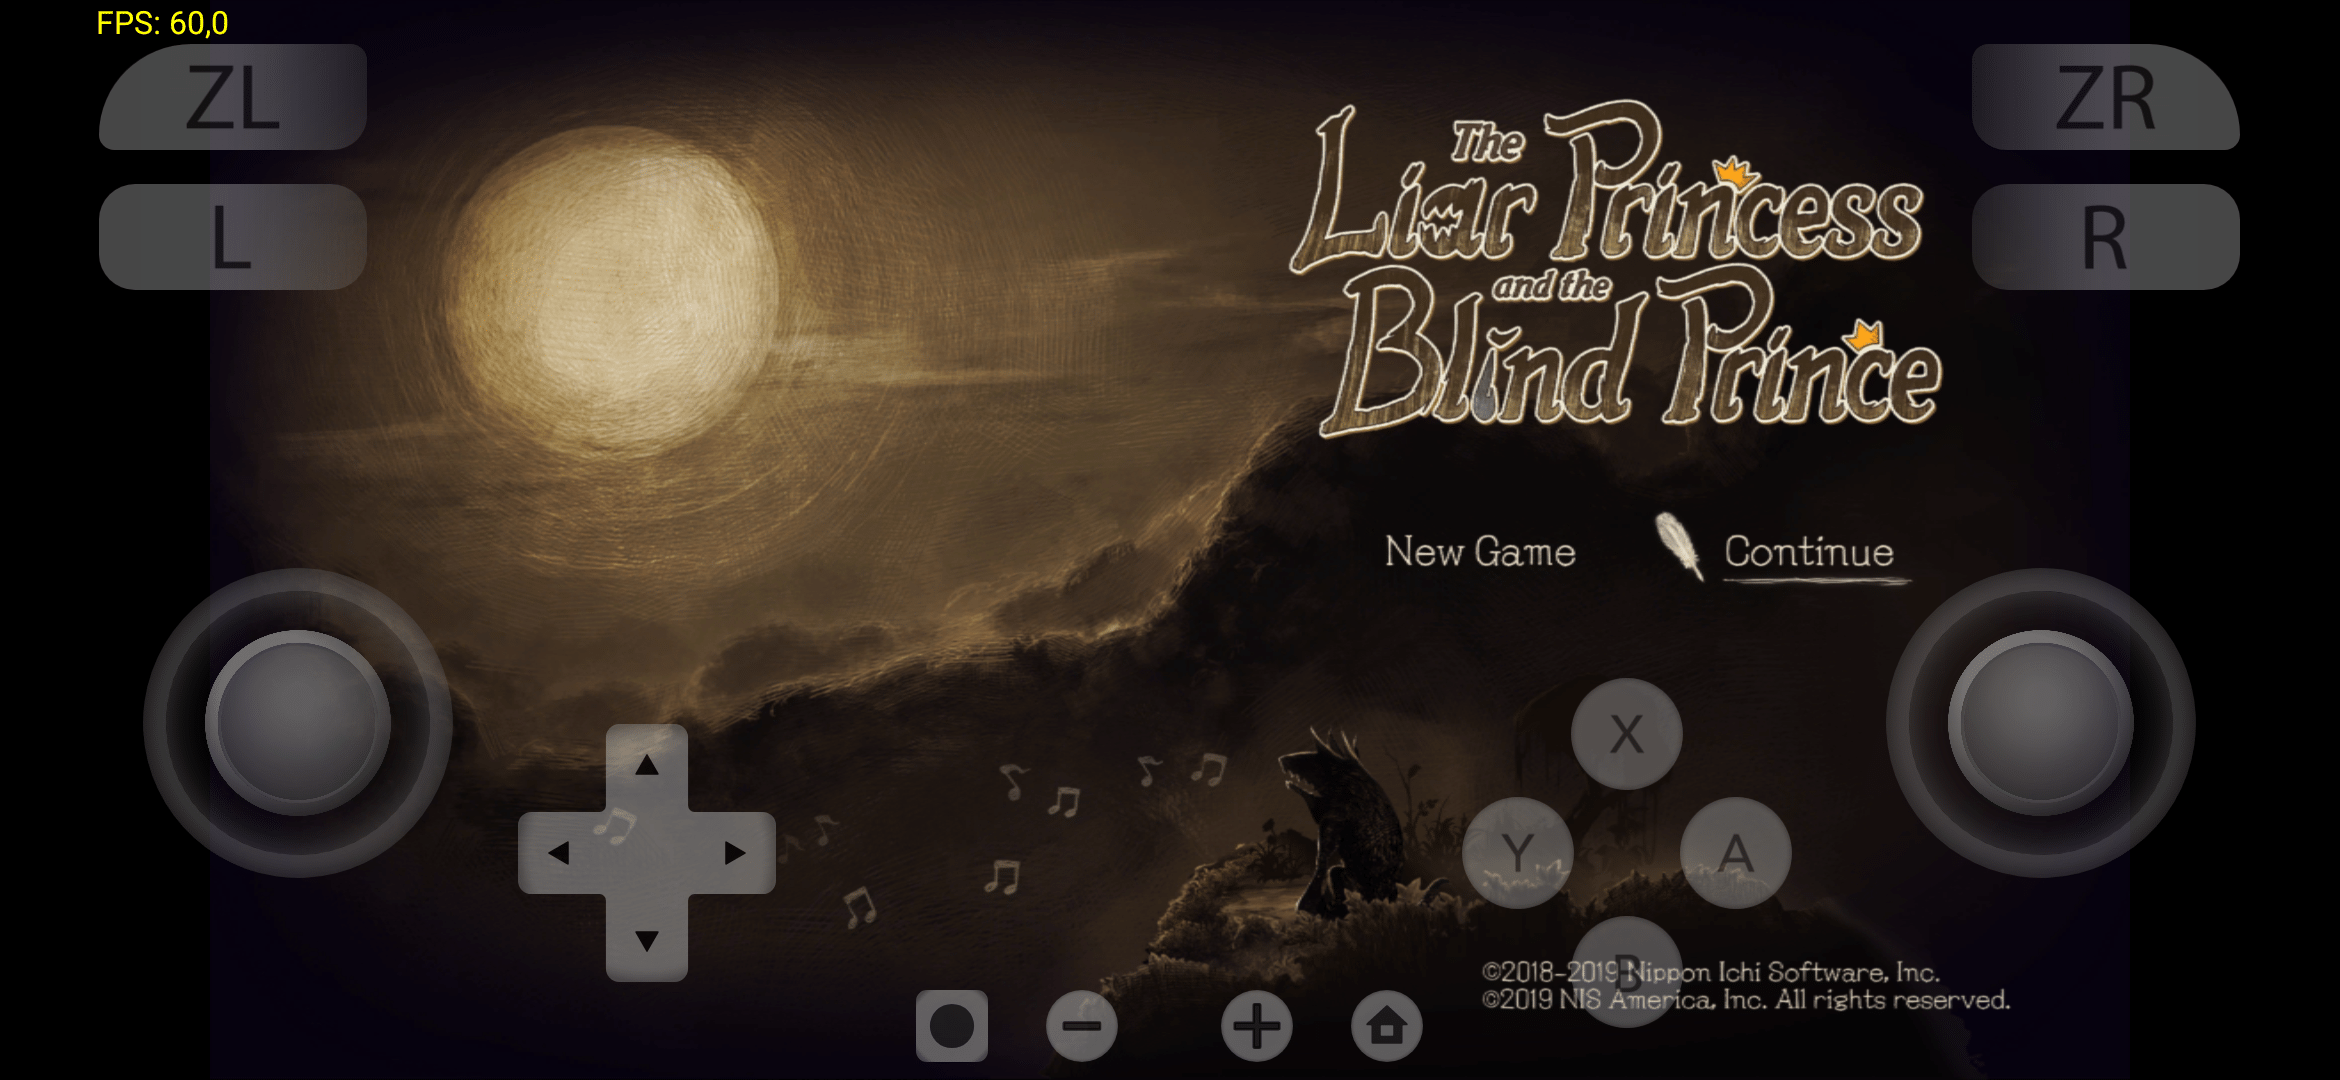 FPS: 60,0
ZL
ZR
L
R
The
Liar Princess
and the
Blind Prince
New Game
Continue
X
Y
A
B
©2018-2019 Nippon Ichi Software, Inc.
©2019 NIS America, Inc. All rights reserved.